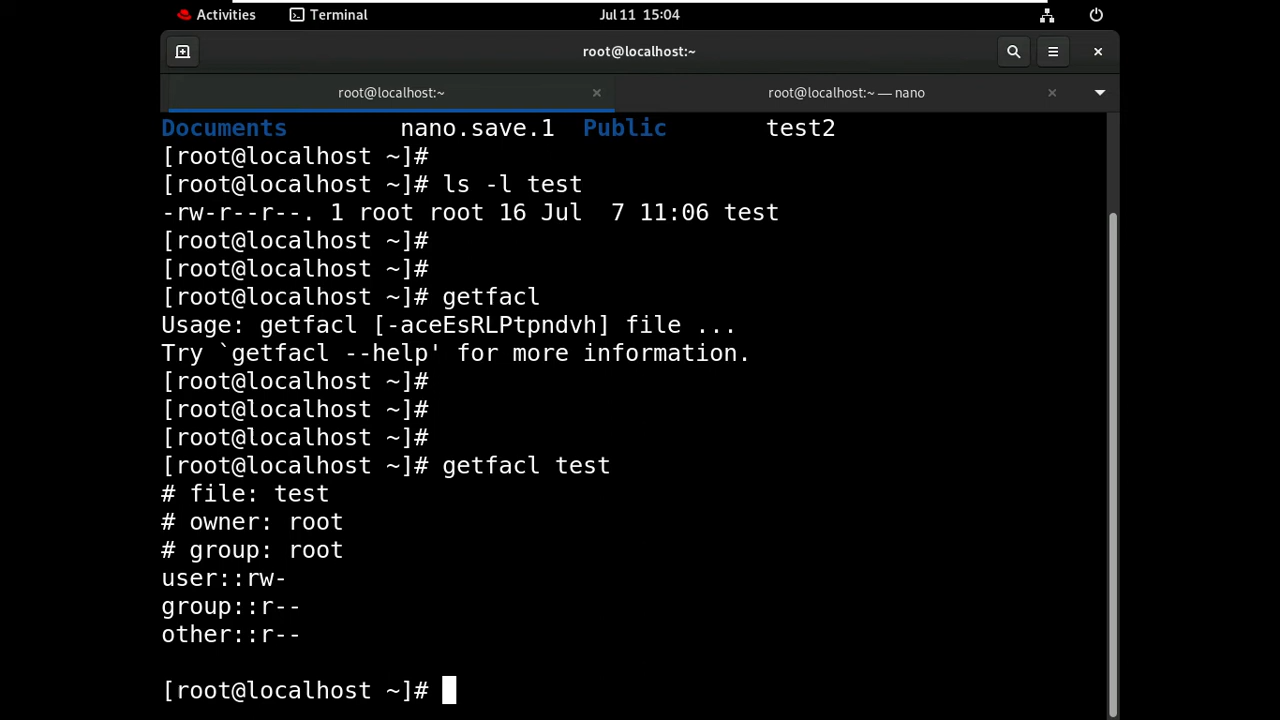 Activities Terminal Jul 11 15:04
root@localhost:~
root@localhost:~ root@localhost:~ — nano
Documents nano.save.1 Public test2
[root@localhost ~]#
[root@localhost ~]# ls -l test
-rw-r--r--. 1 root root 16 Jul  7 11:06 test
[root@localhost ~]#
[root@localhost ~]#
[root@localhost ~]# getfacl
Usage: getfacl [-aceEsRLPtpndvh] file ...
Try `getfacl --help' for more information.
[root@localhost ~]#
[root@localhost ~]#
[root@localhost ~]#
[root@localhost ~]# getfacl test
# file: test
# owner: root
# group: root
user::rw-
group::r--
other::r--
[root@localhost ~]#